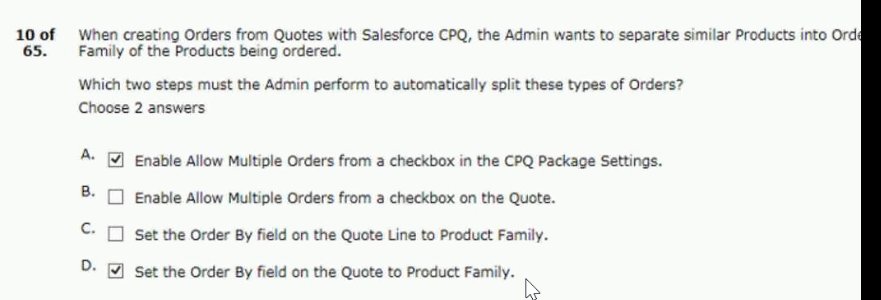 10 of When creating Orders from Quotes with Salesforce CPQ, the Admin wants to separate similar Products into
65. Family of the Products being ordered.
Which two steps must the Admin perform to automatically split these types of Orders?
Choose 2 answers
A. Enable Allow Multiple Orders from a checkbox in the CPQ Package Settings.
B. Enable Allow Multiple Orders from a checkbox on the Quote.
C. Set the Order By field on the Quote Line to Product Family.
D. Set the Order By field on the Quote to Product Family.